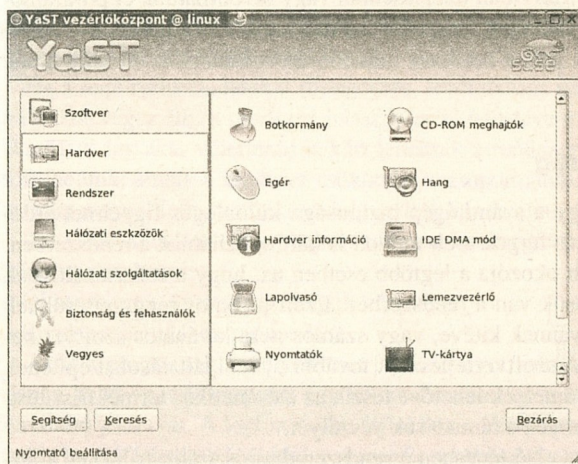 YaST vezérlőközpont @ linux
YaST
SuSE
Szoftver
Hardver
Rendszer
Hálózati eszközök
Hálózati szolgáltatások
Biztonság és felhasználók
Vegyes
Botkormány
CD-ROM meghajtók
Egér
Hang
Hardver információ
IDE DMA mód
Lapolvasó
Lemezvezérlő
Nyomtatók
TV-kártya
Segítség
Keresés
Bezárás
Nyomtató beállítása